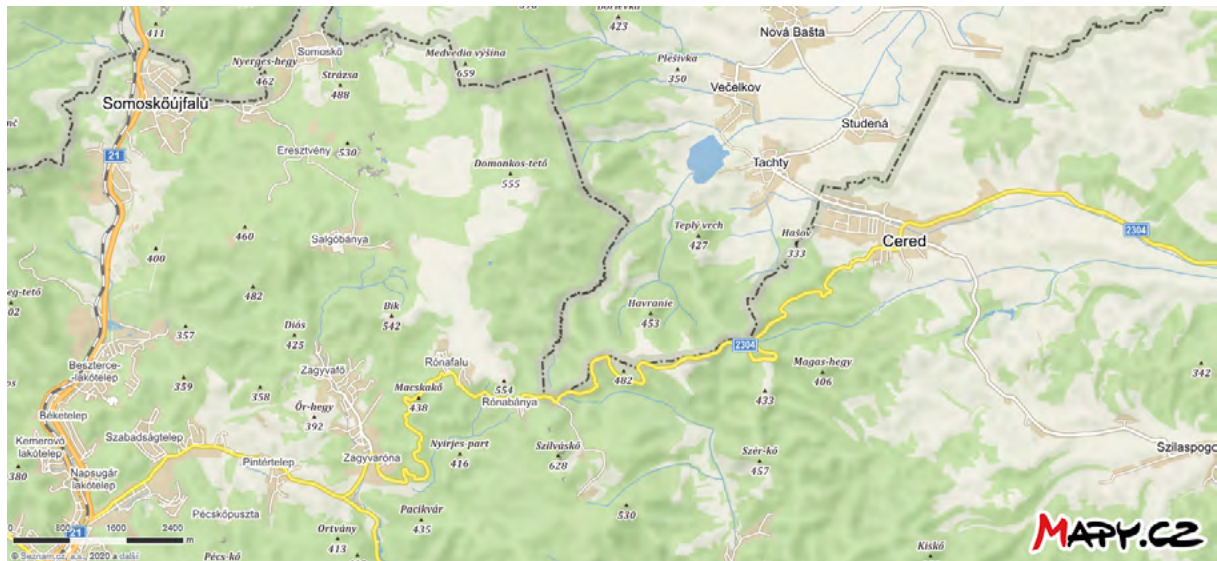 411
Nyerges-hegy
462
Somoskő
Strázsa
488
Medvedia výšina
659
423
Plešivka
350
Nová Bašta
Večelkov
Studená
Tachty
Somoskőújfalu
21
Eresztvény
530
Domonkos-tető
555
Salgóbánya
460
400
482
357
359
358
Bik
542
Diós
425
Teplý vrch
427
Hašov
333
Cered
2304
Havranie
453
2304
Magas-hegy
406
433
482
342
Beszterce-
-lakótelep
Zagyvafő
Rónafalu
554
Macskakő
438
Rónabánya
Őr-hegy
392
Béketelep
Kemerovo
lakótelep
380
Szabadságtelep
Napsugár
lakótelep
Pintértelep
Zagyvaróna
Nyírjes-part
416
Szilváskő
628
Szér-kő
457
Szilaspogo
Pécskőpuszta
Pacikvár
435
530
Ortvány
413
Pécs-kő
Kiskő
21
0 800 1600 2400 m
© Seznam.cz, a.s., 2020 a další
MAPY.CZ